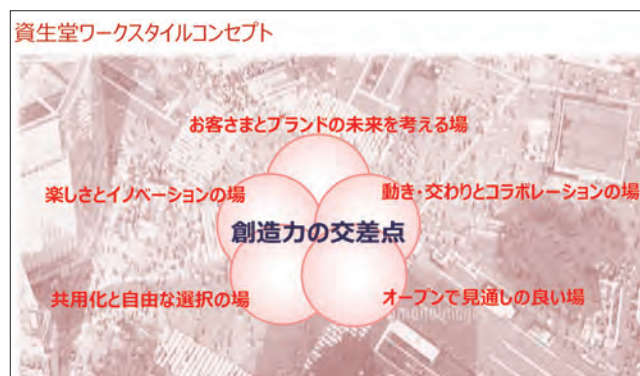 資生堂ワークスタイルコンセプト
お客さまとブランドの未来を考える場
楽しさとイノベーションの場
動き・交わりとコラボレーションの場
創造力の交差点
共用化と自由な選択の場
オープンで見通しの良い場